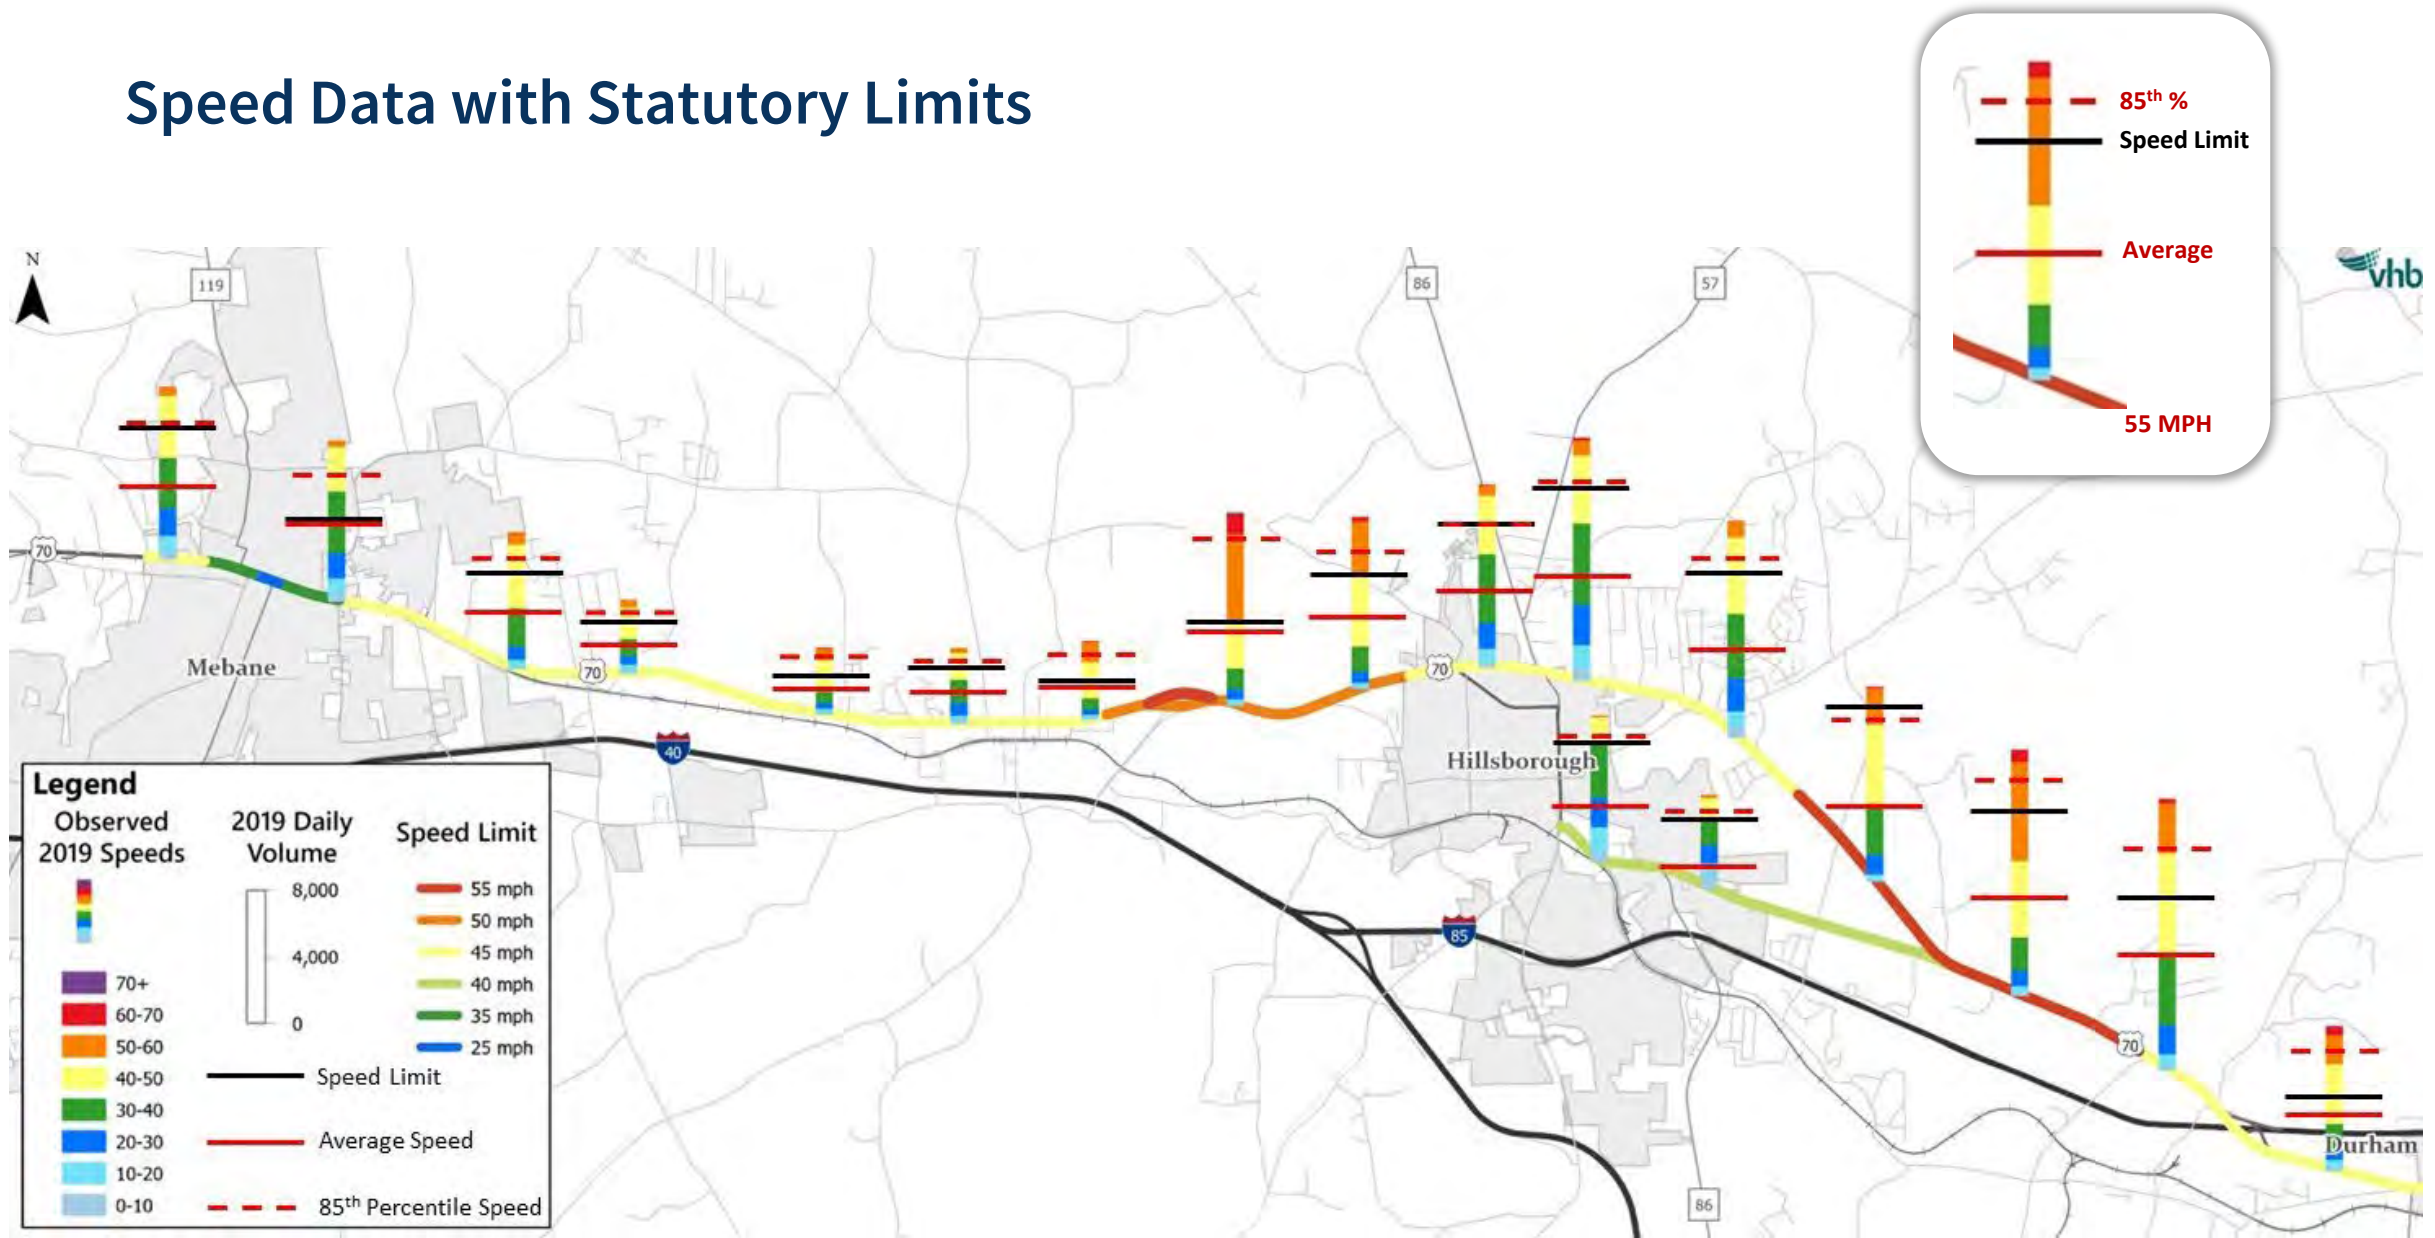 Speed Data with Statutory Limits
85th %
Speed Limit
Average
55 MPH
N
119
86
57
vhb
70
Mebane
70
70
40
Hillsborough
85
70
Durham
86
Legend
Observed
2019 Speeds
70+
60-70
50-60
40-50
30-40
20-30
10-20
0-10
2019 Daily
Volume
8,000
4,000
0
Speed Limit
55 mph
50 mph
45 mph
40 mph
35 mph
25 mph
Speed Limit
Average Speed
85th Percentile Speed